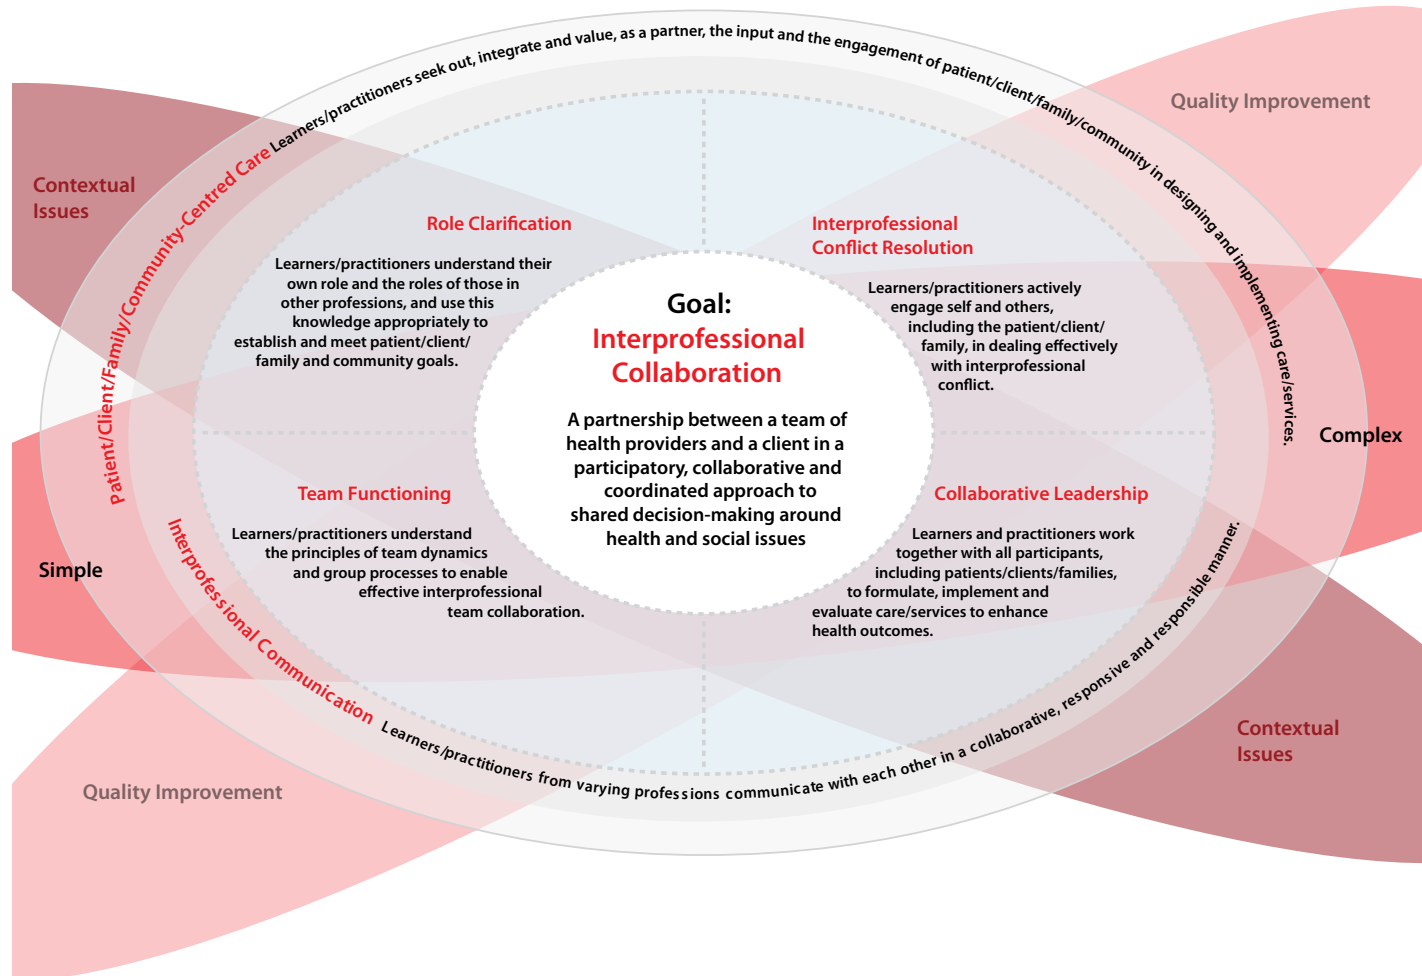 Patient/Client/Family/Community-Centred Care Learners/practitioners seek out, integrate and value, as a partner, the input and the engagement of patient/client/family/community in designing and implementing care/services.
Quality Improvement
Contextual
Issues
Role Clarification
Learners/practitioners understand their
own role and the roles of those in
other professions, and use this
knowledge appropriately to
establish and meet patient/client/
family and community goals.
Interprofessional
Conflict Resolution
Learners/practitioners actively
engage self and others,
including the patient/client/
family, in dealing effectively
with interprofessional
conflict.
Goal:
Interprofessional
Collaboration
A partnership between a team of
health providers and a client in a
participatory, collaborative and
coordinated approach to
shared decision-making around
health and social issues
Simple
Complex
Team Functioning
Learners/practitioners understand
the principles of team dynamics
and group processes to enable
effective interprofessional
team collaboration.
Collaborative Leadership
Learners and practitioners work
together with all participants,
including patients/clients/families,
to formulate, implement and
evaluate care/services to enhance
health outcomes.
Interprofessional Communication Learners/practitioners from varying professions communicate with each other in a collaborative, responsive and responsible manner.
Contextual
Issues
Quality Improvement